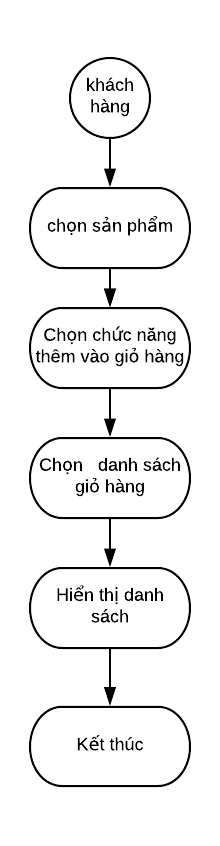 khách
hàng
chọn sản phẩm
Chọn chức năng
thêm vào giỏ hàng
Chọn danh sách
giỏ hàng
Hiển thị danh
sách
Kết thúc